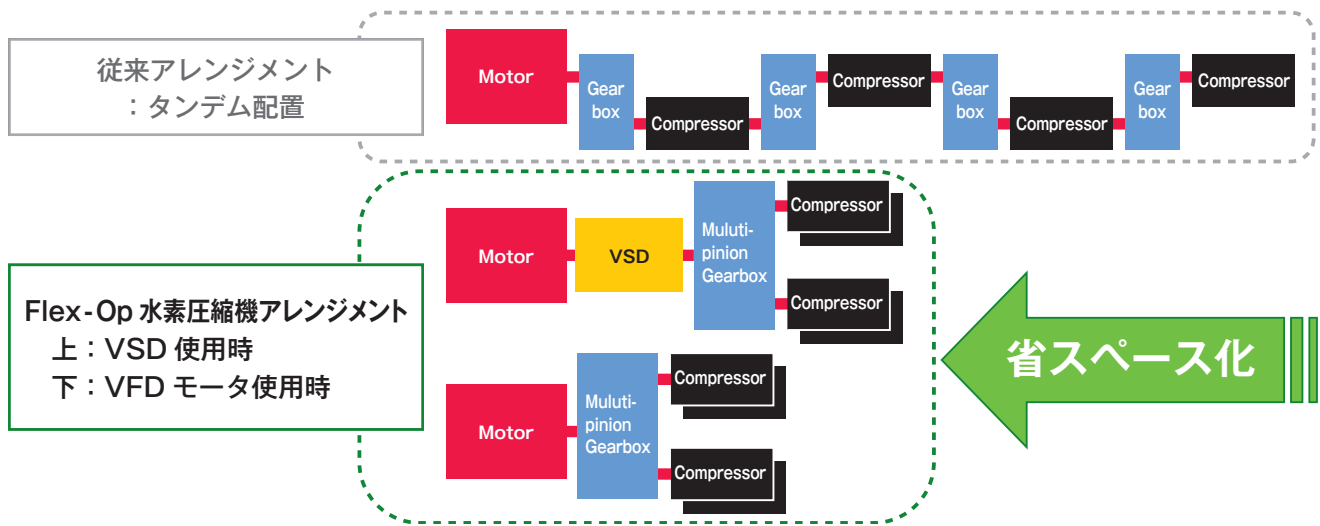 従来アレンジメント
：タンデム配置
Motor
Gear
box
Compressor
Gear
box
Compressor
Gear
box
Compressor
Gear
box
Compressor
Flex-Op 水素圧縮機アレンジメント
上：VSD 使用時
下：VFD モータ使用時
Motor
VSD
Muluti-
pinion
Gearbox
Compressor
Compressor
Motor
Muluti-
pinion
Gearbox
Compressor
Compressor
省スペース化